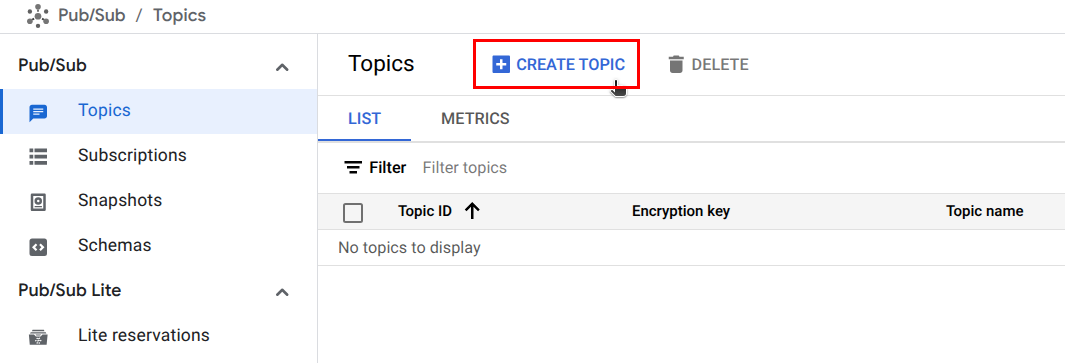 Pub/Sub / Topics
Pub/Sub
Topics
Subscriptions
Snapshots
Schemas
Pub/Sub Lite
Lite reservations
Topics CREATE TOPIC DELETE
LIST METRICS
Filter Filter topics
Topic ID Encryption key Topic name
No topics to display